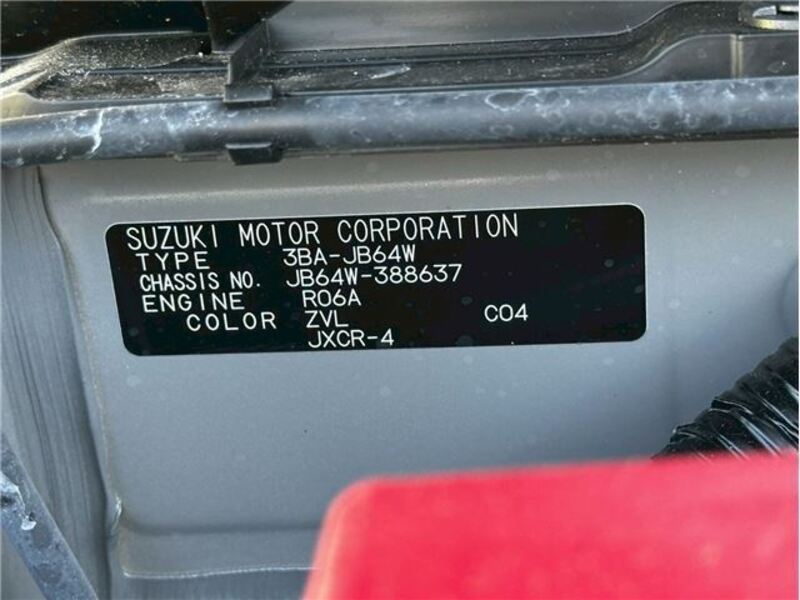 SUZUKI MOTOR CORPORATION
TYPE 3BA-JB64W
CHASSIS NO. JB64W-388637
ENGINE R06A
COLOR ZVL C04
JXCR-4